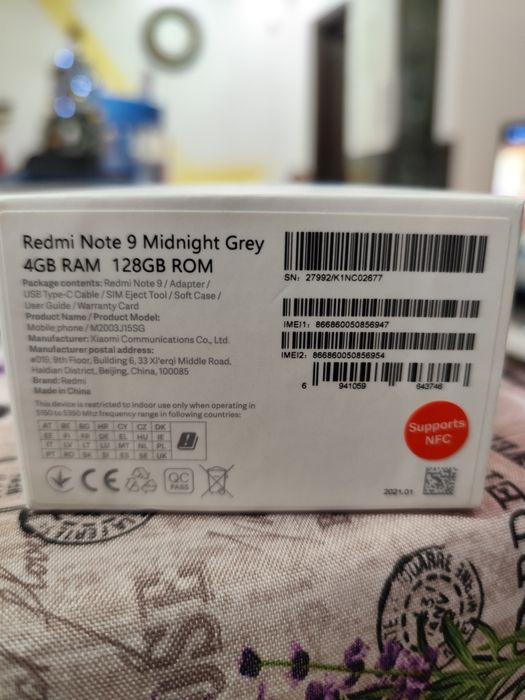 Redmi Note 9 Midnight Grey
4GB RAM 128GB ROM
Package contents: Redmi Note 9 / Adapter /
USB Type-C Cable / SIM Eject Tool / Soft Case /
User Guide / Warranty Card
Product Name / Product Model:
Mobile phone / M2003J15SG
Manufacturer: Xiaomi Communications Co., Ltd.
Manufacturer postal address:
#019, 9th Floor, Building 6, 33 Xi'erqi Middle Road,
Haidian District, Beijing, China, 100085
Brand: Redmi
Made in China
This device is restricted to indoor use only when operating in
5150 to 5350 Mhz frequency range in following countries:
AT BE BG HR CY CZ DK
EE FI FR DE EL HU IE
IT LV LT LU MT NL PL
PT RO SK SI ES SE UK
CE
QC
PASS
SN: 27992/K1NC02677
IMEI1: 866860050856947
IMEI2: 866860050856954
6 941059 643746
Supports
NFC
2021.01